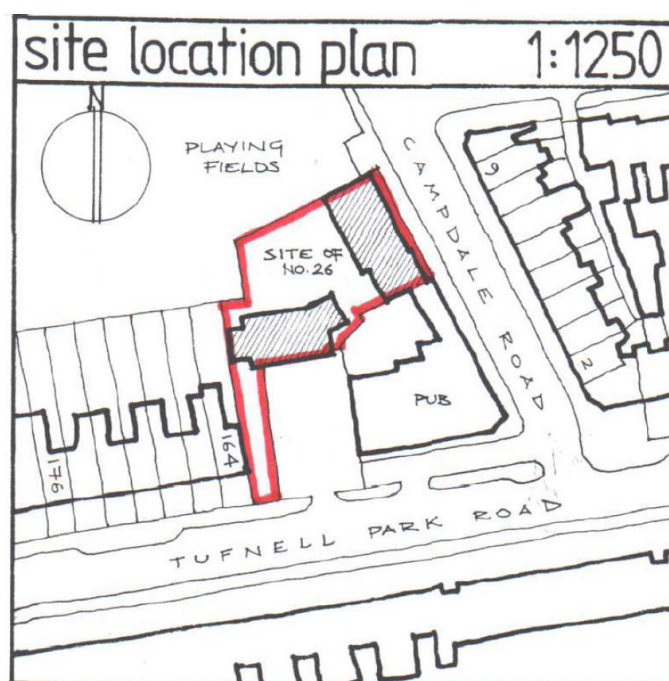 site location plan 1:1250
N
PLAYING
FIELDS
CAMPDALE ROAD
9
SITE OF
NO.26
2
PUB
164
176
TUFNELL PARK ROAD